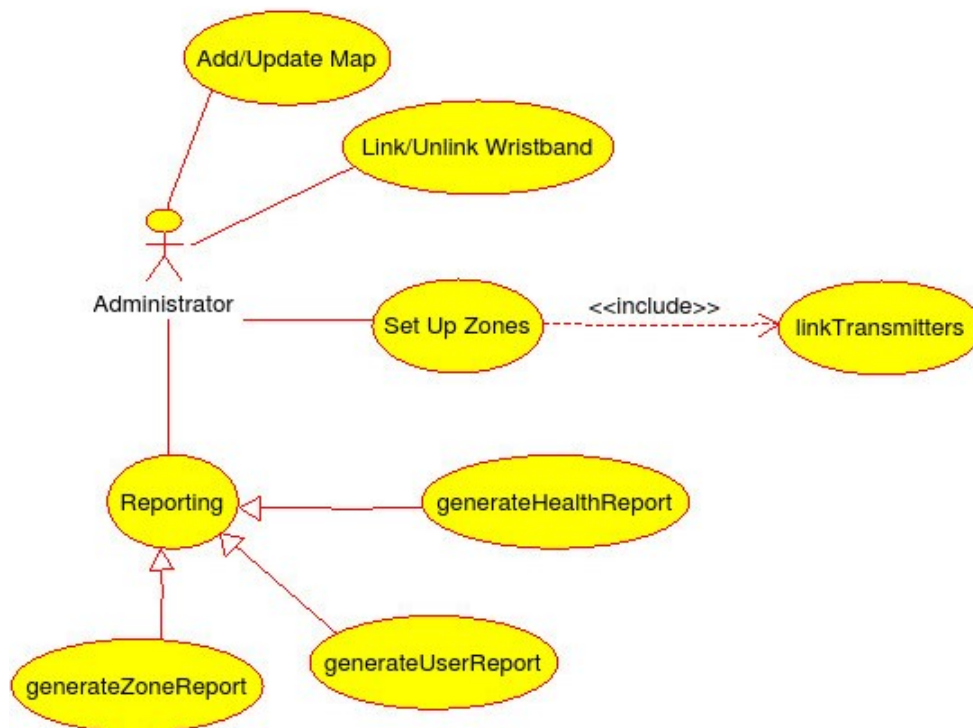 Add/Update Map
Link/Unlink Wristband
Administrator
Set Up Zones
<<include>>
linkTransmitters
Reporting
generateHealthReport
generateUserReport
generateZoneReport